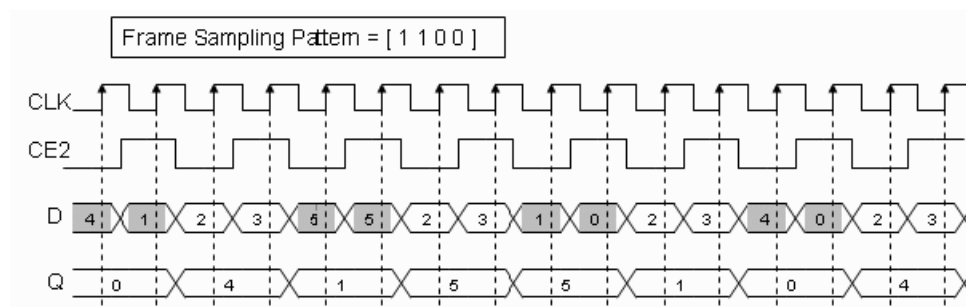 Frame Sampling Pattern = [ 1 1 0 0 ]
CLK
CE2
D 4 1 2 3 5 5 2 3 1 0 2 3 4 0 2 3
Q 0 4 1 5 5 1 0 4